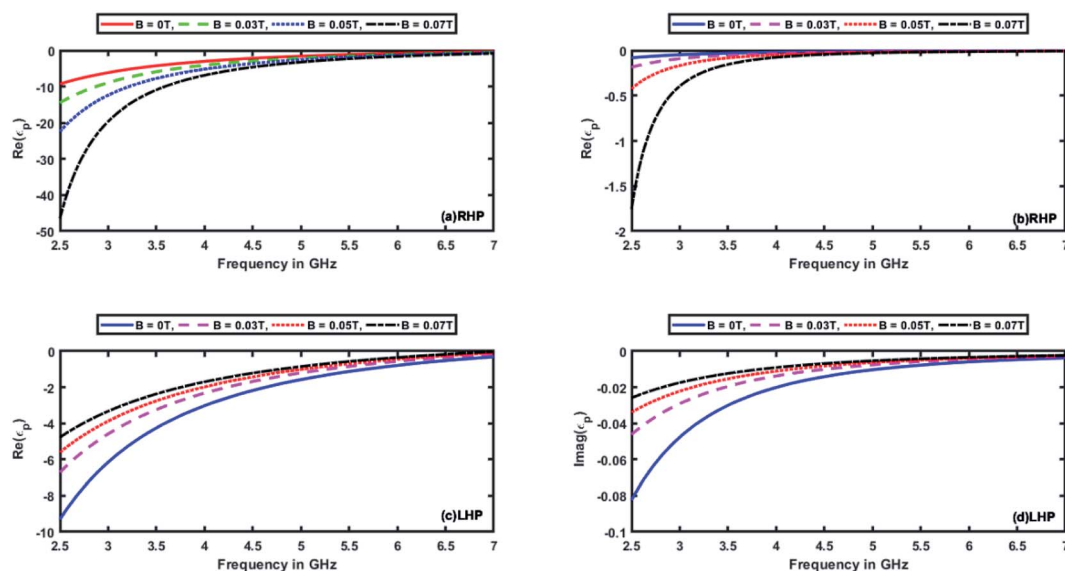 B = 0T, B = 0.03T, B = 0.05T, B = 0.07T
0
-10
-20
-30
-40
-50
Re(ϵp)
(a)RHP
2.5 3 3.5 4 4.5 5 5.5 6 6.5 7
Frequency in GHz
B = 0T, B = 0.03T, B = 0.05T, B = 0.07T
0
-0.5
-1
-1.5
-2
Re(ϵp)
(b)RHP
2.5 3 3.5 4 4.5 5 5.5 6 6.5 7
Frequency in GHz
B = 0T, B = 0.03T, B = 0.05T, B = 0.07T
0
-2
-4
-6
-8
-10
Re(ϵp)
(c)LHP
2.5 3 3.5 4 4.5 5 5.5 6 6.5 7
Frequency in GHz
B = 0T, B = 0.03T, B = 0.05T, B = 0.07T
0
-0.02
-0.04
-0.06
-0.08
-0.1
Imag(ϵp)
(d)LHP
2.5 3 3.5 4 4.5 5 5.5 6 6.5 7
Frequency in GHz